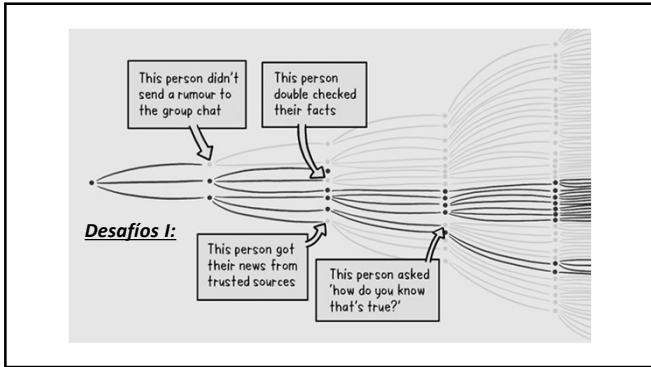 This person didn't
send a rumour to
the group chat
This person
double checked
their facts
Desafíos I:
This person got
their news from
trusted sources
This person asked
'how do you know
that's true?'